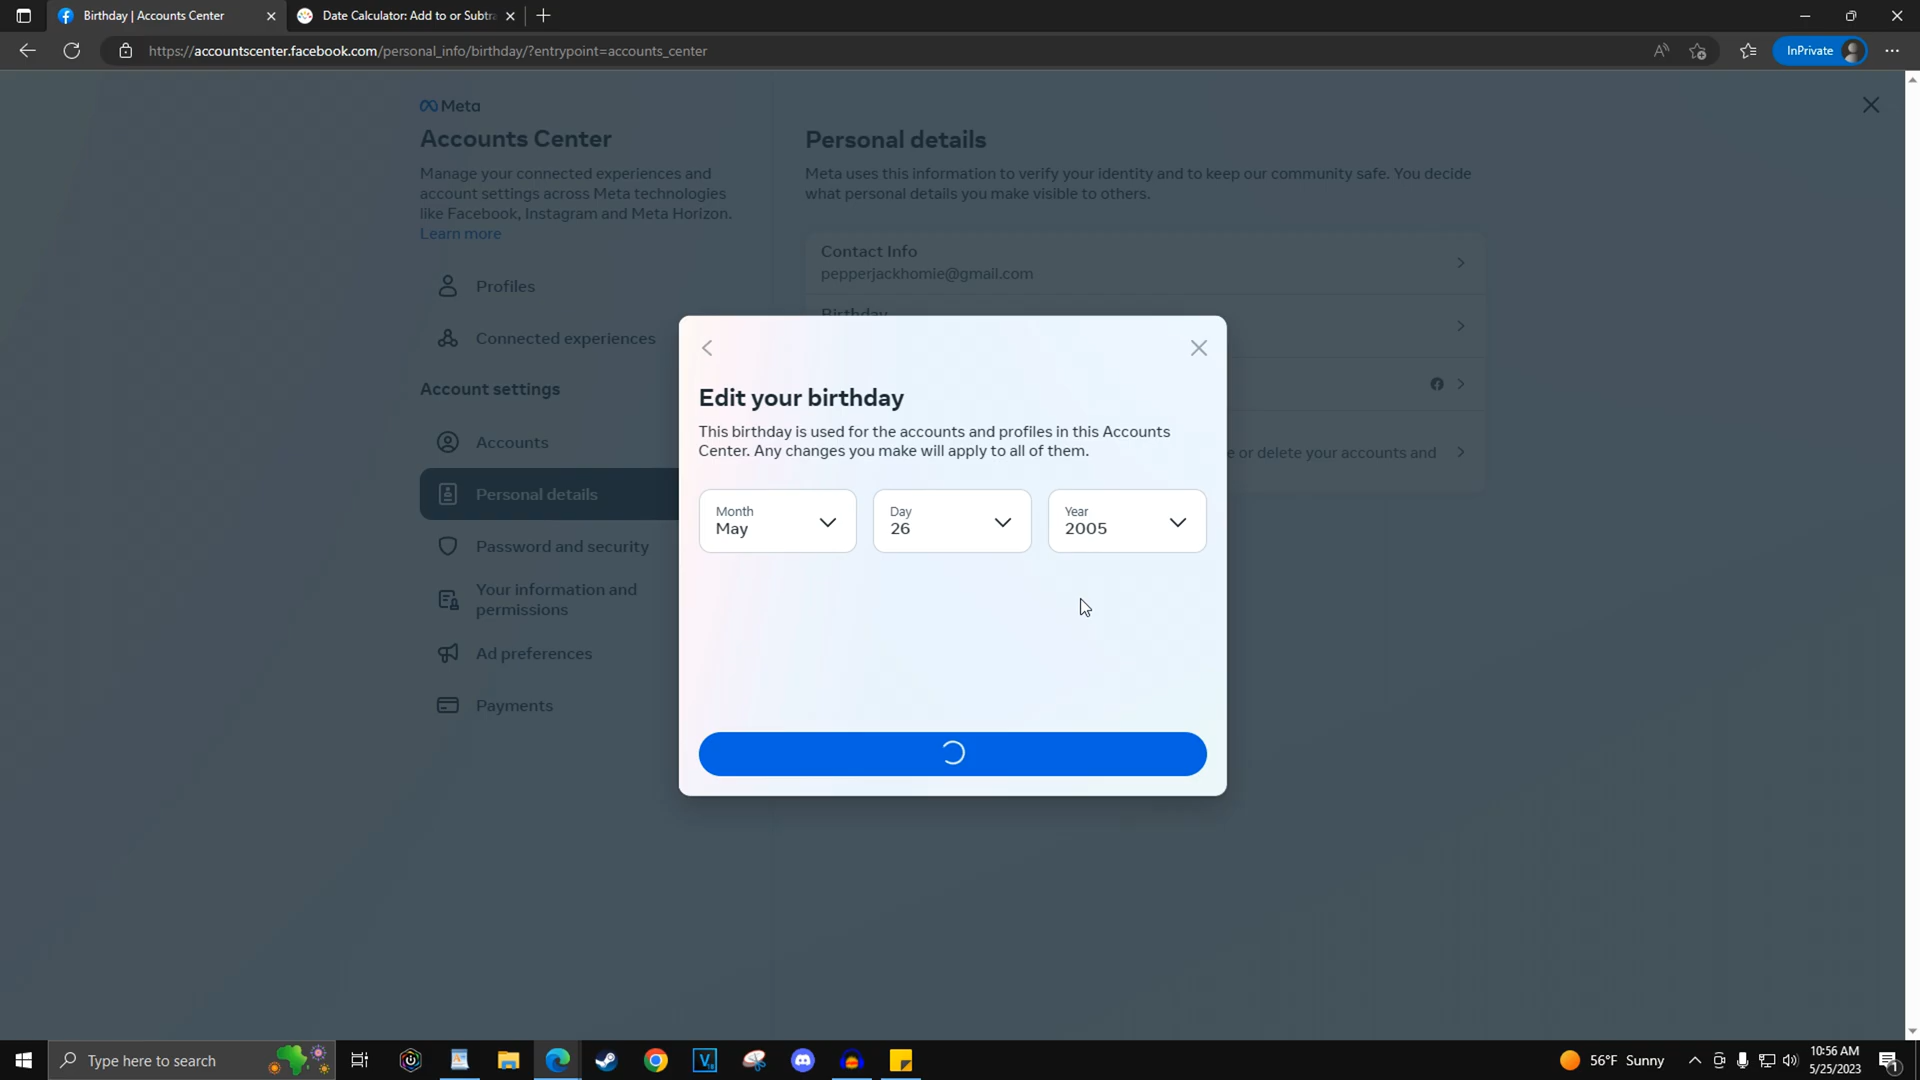 Birthday | Accounts Center
Date Calculator: Add to or Subtra
https://accountscenter.facebook.com/personal_info/birthday/?entrypoint=accounts_center
InPrivate
Meta
Accounts Center
Manage your connected experiences and
account settings across Meta technologies
like Facebook, Instagram and Meta Horizon.
Learn more
Profiles
Connected experiences
Account settings
Accounts
Personal details
Password and security
Your information and
permissions
Ad preferences
Payments
Personal details
Meta uses this information to verify your identity and to keep our community safe. You decide
what personal details you make visible to others.
Contact Info
pepperjackhomie@gmail.com
Birthday
e or delete your accounts and
Edit your birthday
This birthday is used for the accounts and profiles in this Accounts
Center. Any changes you make will apply to all of them.
Month
May
Day
26
Year
2005
Type here to search
56°F Sunny
10:56 AM
5/25/2023
1